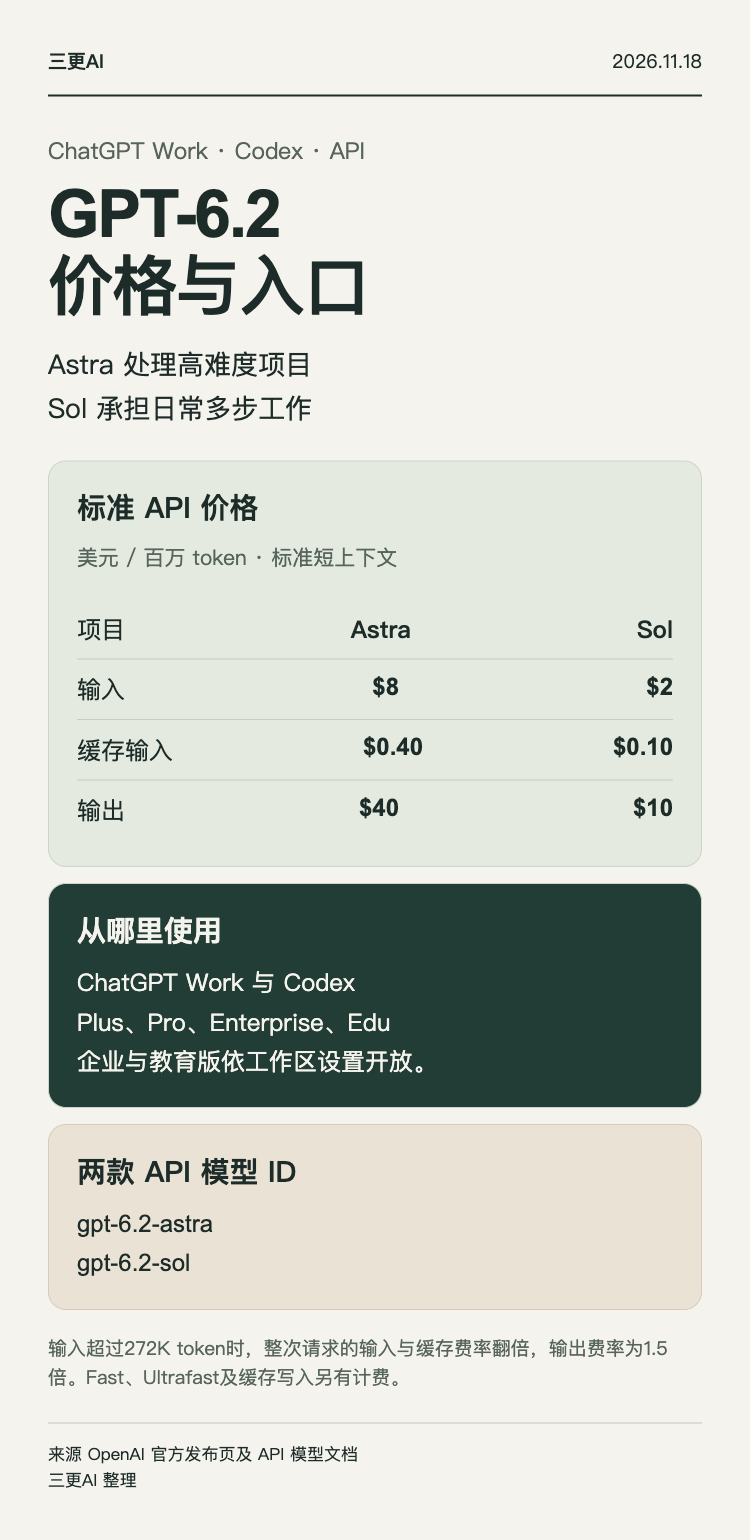 三更AI 2026.11.18
ChatGPT Work · Codex · API
GPT-6.2
价格与入口
Astra 处理高难度项目
Sol 承担日常多步工作
标准 API 价格
美元 / 百万 token · 标准短上下文
项目 Astra Sol
输入 $8 $2
缓存输入 $0.40 $0.10
输出 $40 $10
从哪里使用
ChatGPT Work 与 Codex
Plus、Pro、Enterprise、Edu
企业与教育版依工作区设置开放。
两款 API 模型 ID
gpt-6.2-astra
gpt-6.2-sol
输入超过272K token时，整次请求的输入与缓存费率翻倍，输出费率为1.5
倍。Fast、Ultrafast及缓存写入另有计费。
来源 OpenAI 官方发布页及 API 模型文档
三更AI 整理